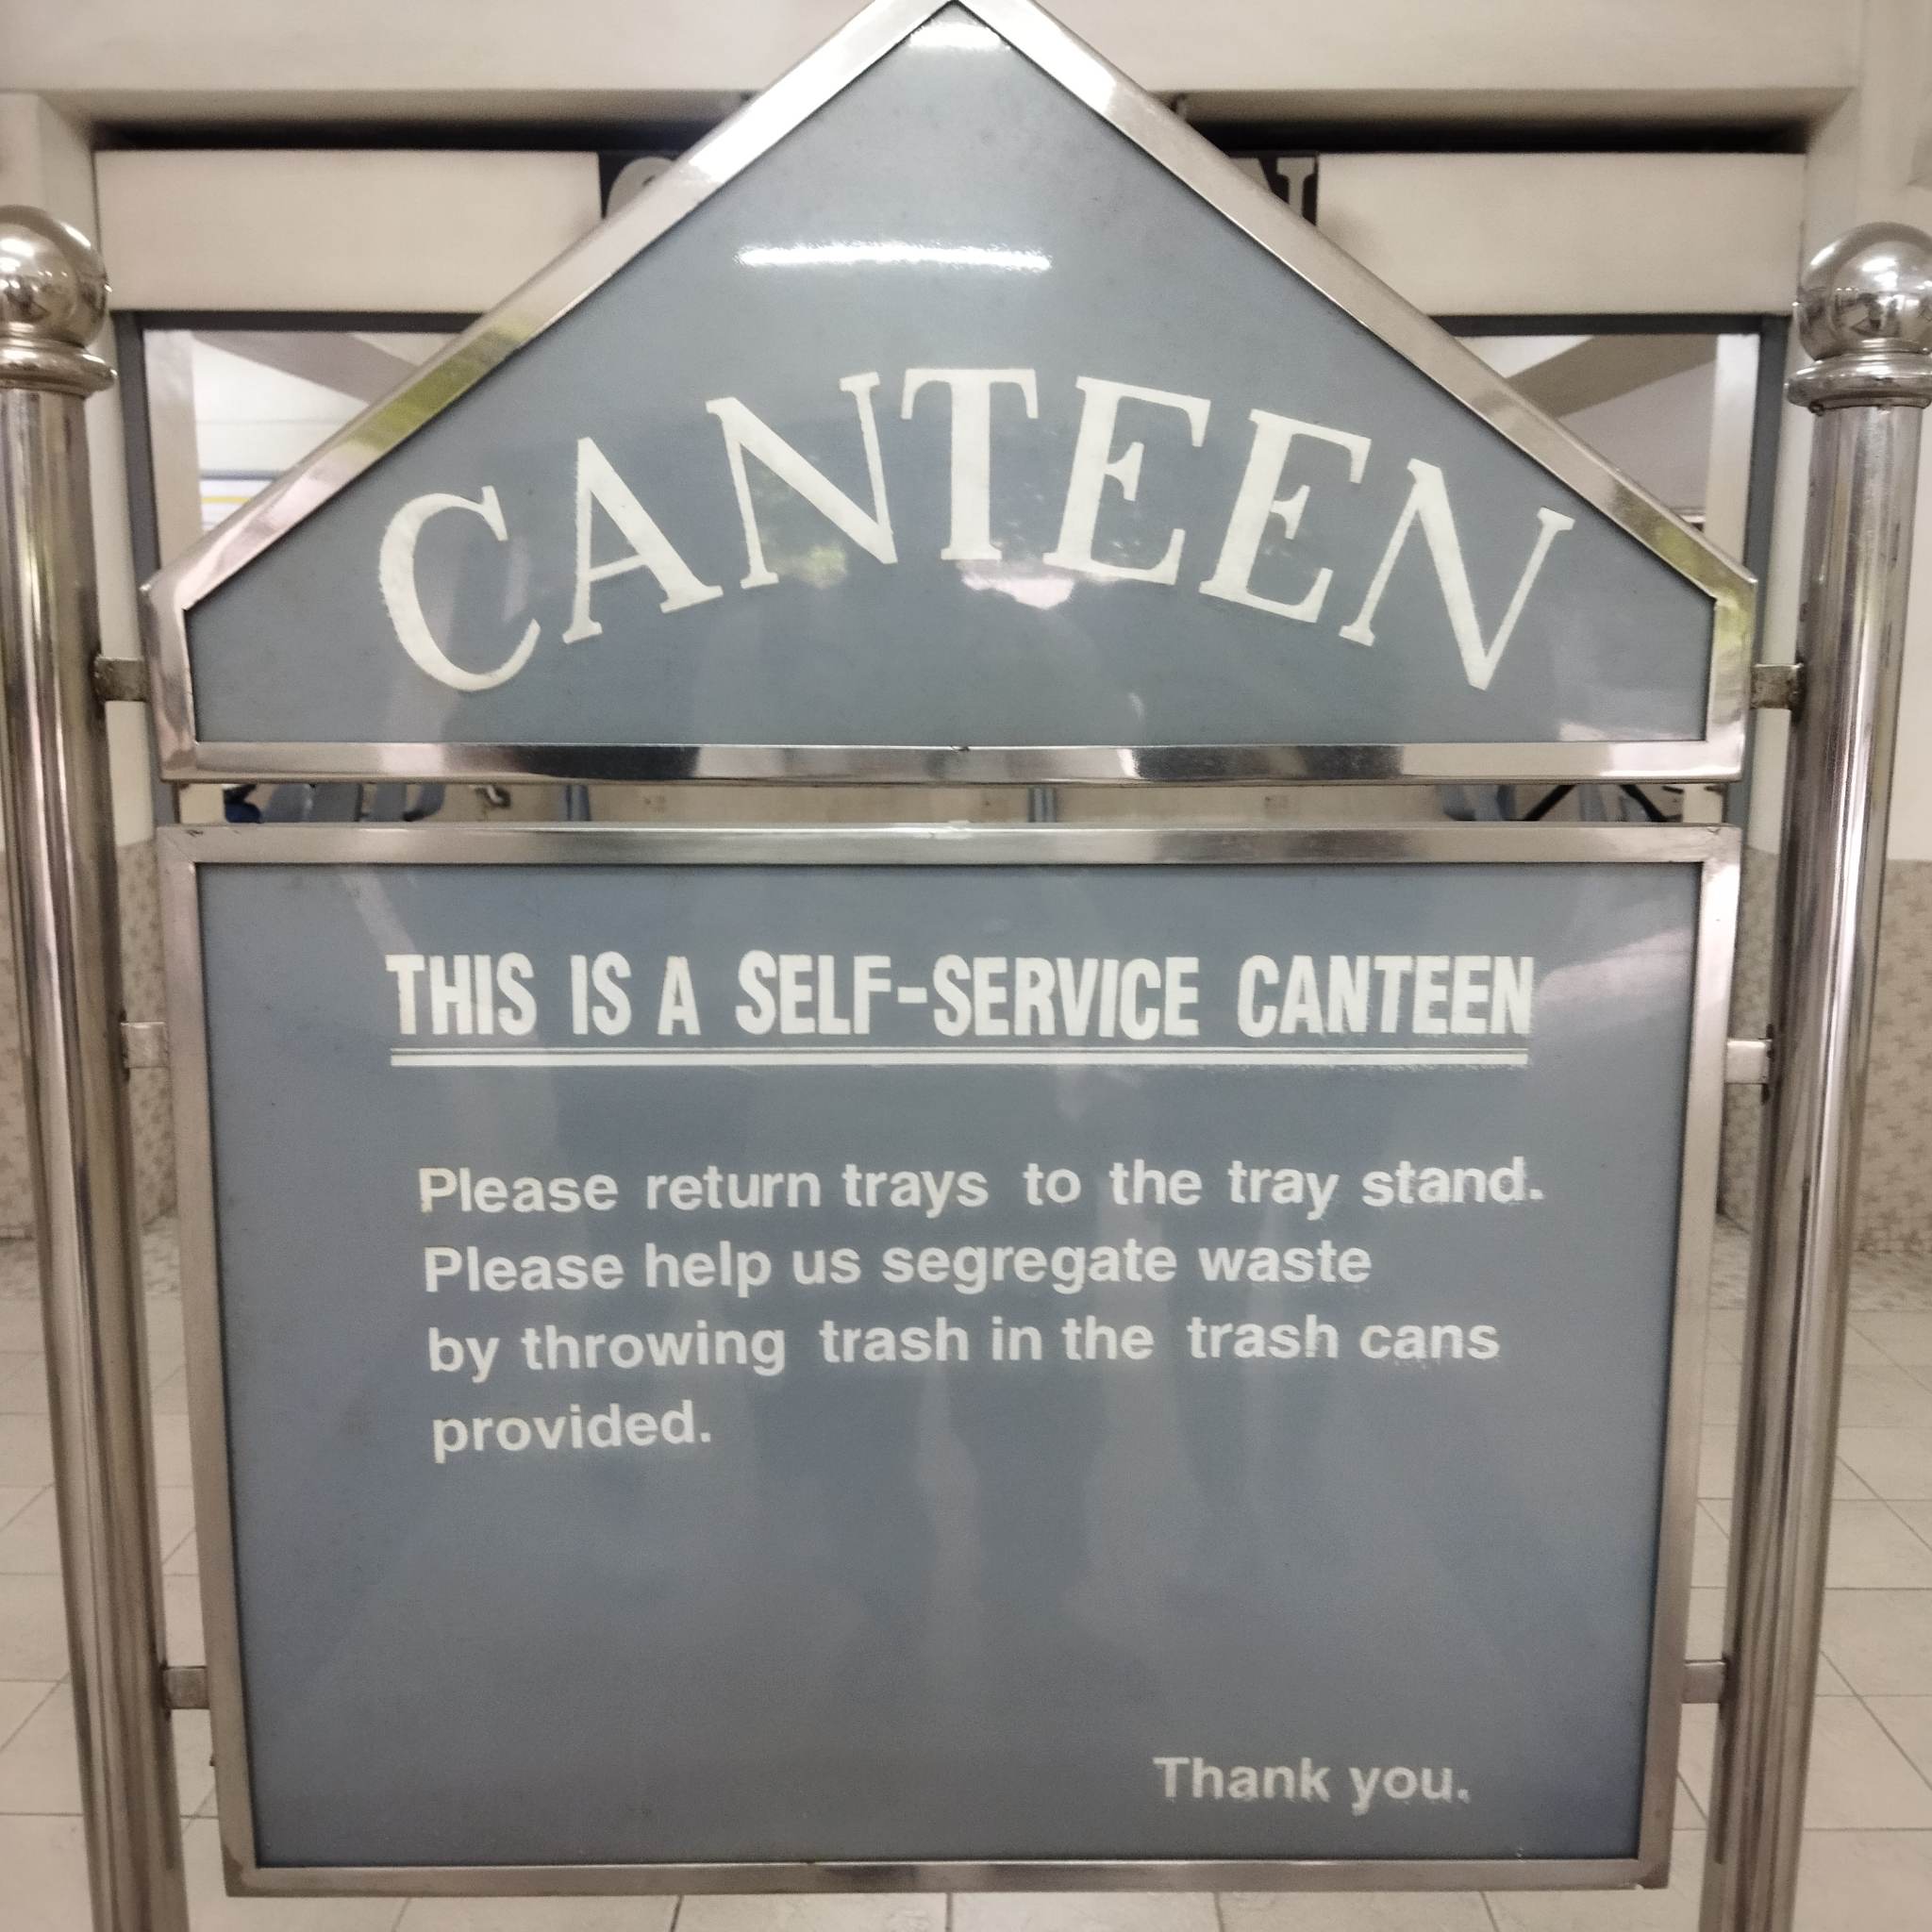 CANTEEN
THIS IS A SELF-SERVICE CANTEEN
Please return trays to the tray stand.
Please help us segregate waste
by throwing trash in the trash cans
provided.
Thank you.